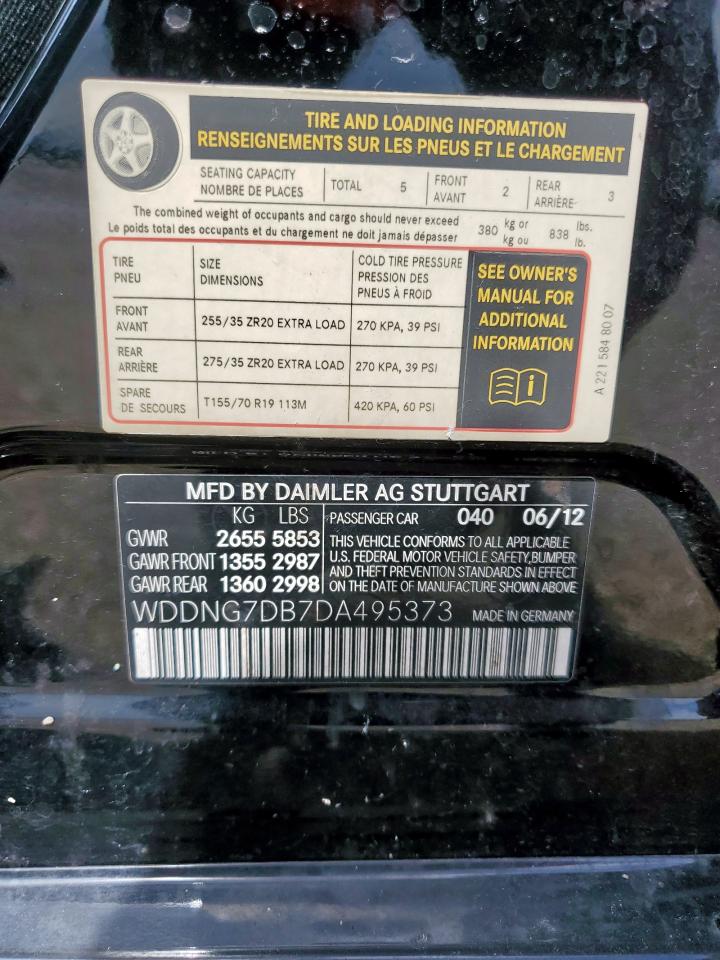 TIRE AND LOADING INFORMATION
RENSEIGNEMENTS SUR LES PNEUS ET LE CHARGEMENT
SEATING CAPACITY
NOMBRE DE PLACES
TOTAL 5
FRONT
AVANT 2
REAR
ARRIÈRE 3
The combined weight of occupants and cargo should never exceed
Le poids total des occupants et du chargement ne doit jamais dépasser
380 kg or
kg ou
838 lbs.
lb.
TIRE
PNEU
SIZE
DIMENSIONS
COLD TIRE PRESSURE
PRESSION DES
PNEUS À FROID
FRONT
AVANT
255/35 ZR20 EXTRA LOAD
270 KPA, 39 PSI
REAR
ARRIÈRE
275/35 ZR20 EXTRA LOAD
270 KPA, 39 PSI
SPARE
DE SECOURS
T155/70 R19 113M
420 KPA, 60 PSI
SEE OWNER'S
MANUAL FOR
ADDITIONAL
INFORMATION
A 221 584 80 07
MFD BY DAIMLER AG STUTTGART
KG LBS
GVWR 2655 5853
GAWR FRONT 1355 2987
GAWR REAR 1360 2998
PASSENGER CAR 040 06/12
THIS VEHICLE CONFORMS TO ALL APPLICABLE
U.S. FEDERAL MOTOR VEHICLE SAFETY, BUMPER
AND THEFT PREVENTION STANDARDS IN EFFECT
ON THE DATE OF MANUFACTURE SHOWN ABOVE
WDDNG7DB7DA495373
MADE IN GERMANY